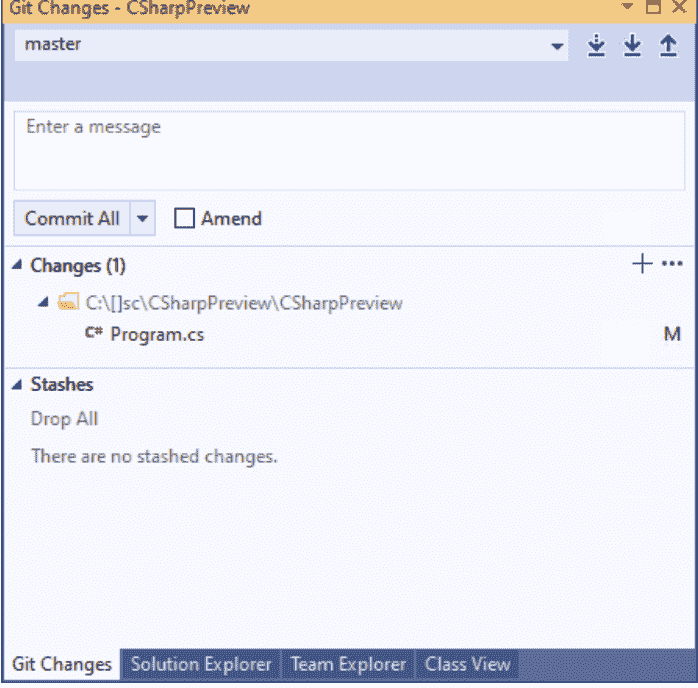 Git Changes - CSharpPreview
master
Enter a message
Commit All
Amend
Changes (1)
C:\[]sc\CSharpPreview\CSharpPreview
C# Program.cs M
Stashes
Drop All
There are no stashed changes.
Git Changes Solution Explorer Team Explorer Class View